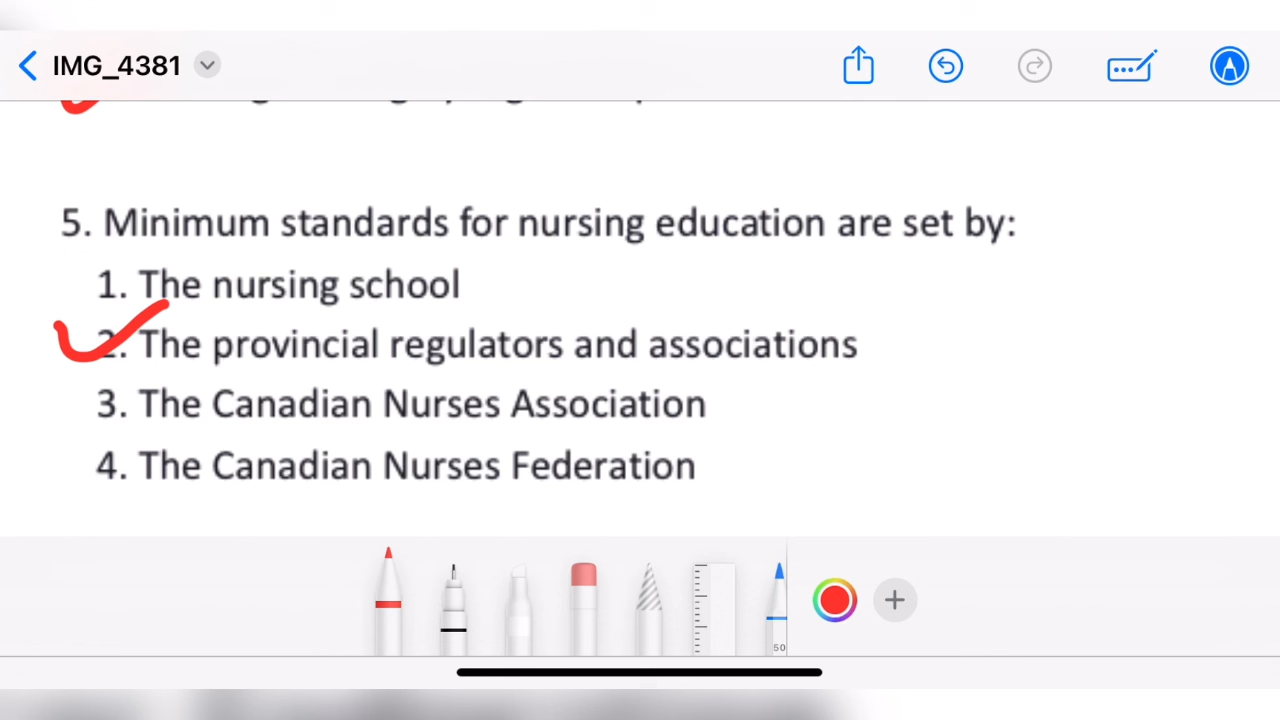 IMG_4381
5. Minimum standards for nursing education are set by:
1. The nursing school
2. The provincial regulators and associations
3. The Canadian Nurses Association
4. The Canadian Nurses Federation
50